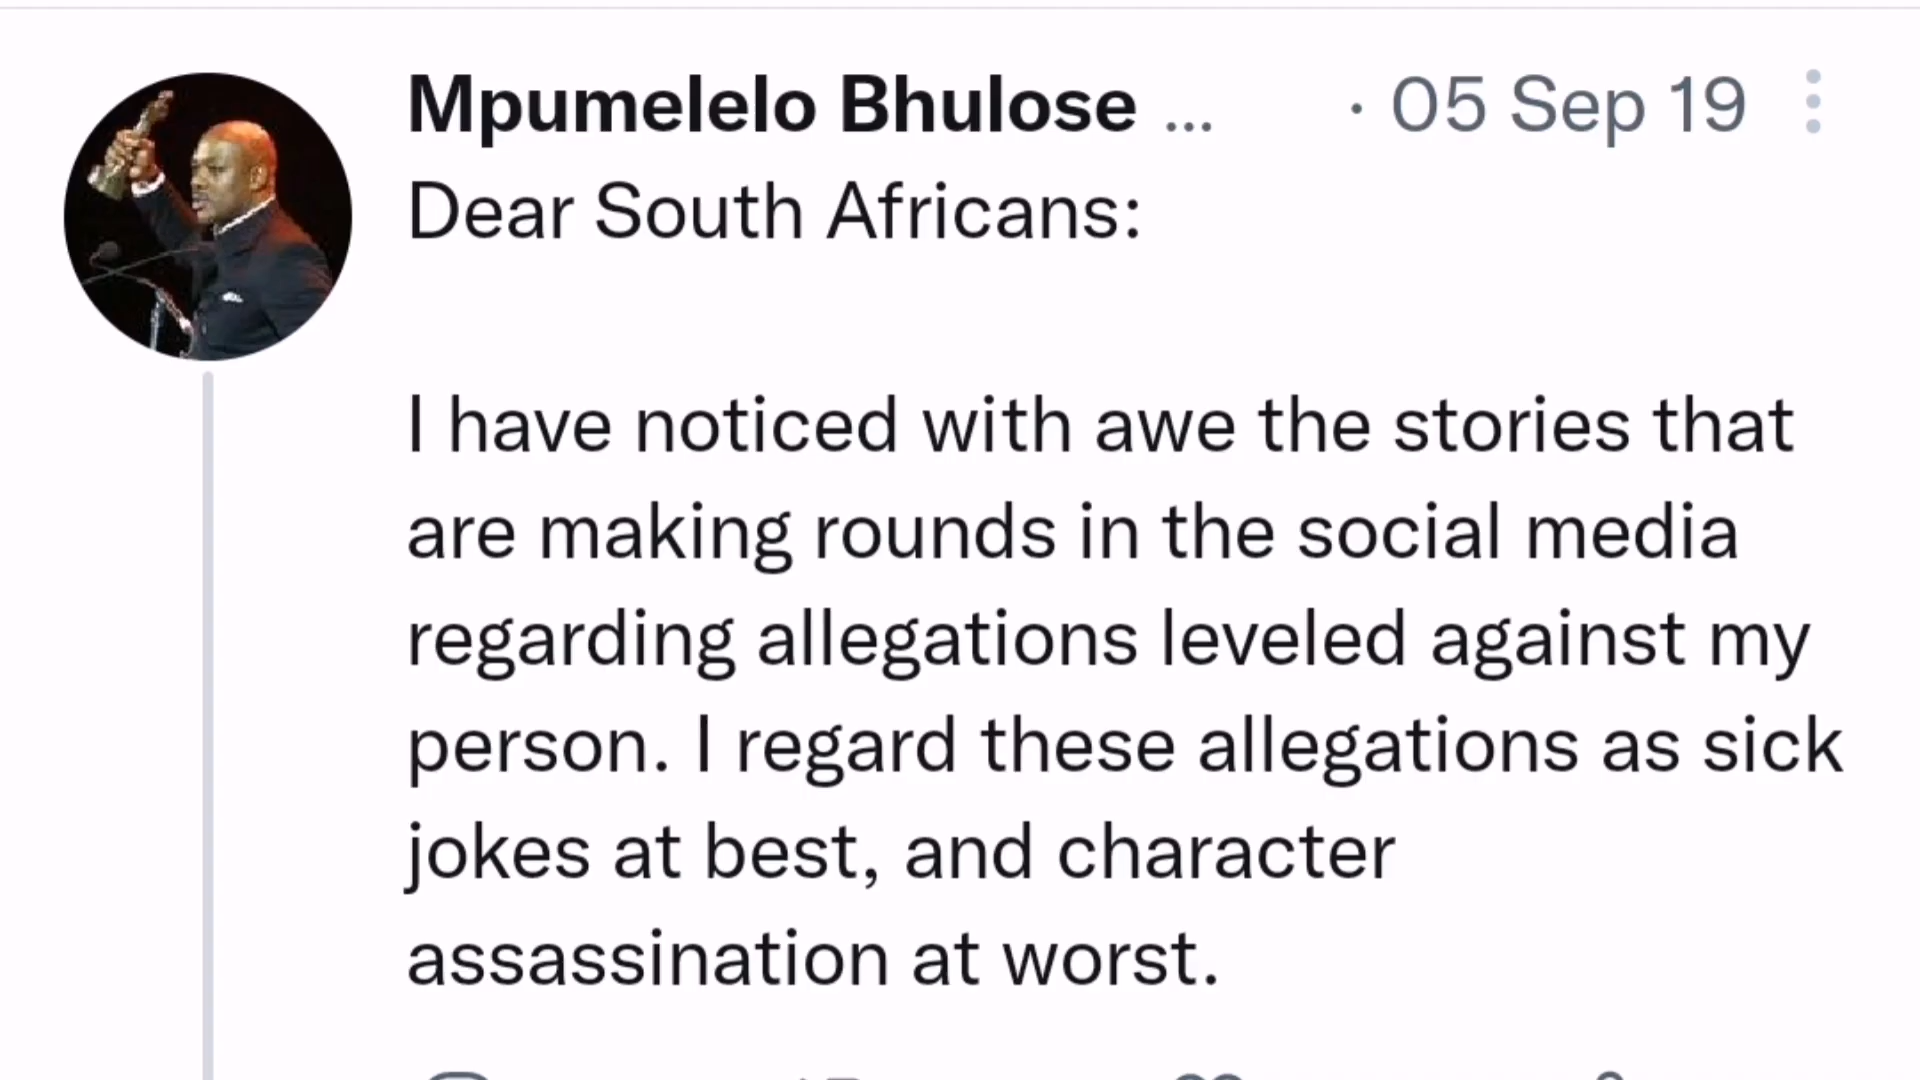 Mpumelelo Bhulose ... · 05 Sep 19
Dear South Africans:
I have noticed with awe the stories that
are making rounds in the social media
regarding allegations leveled against my
person. I regard these allegations as sick
jokes at best, and character
assassination at worst.